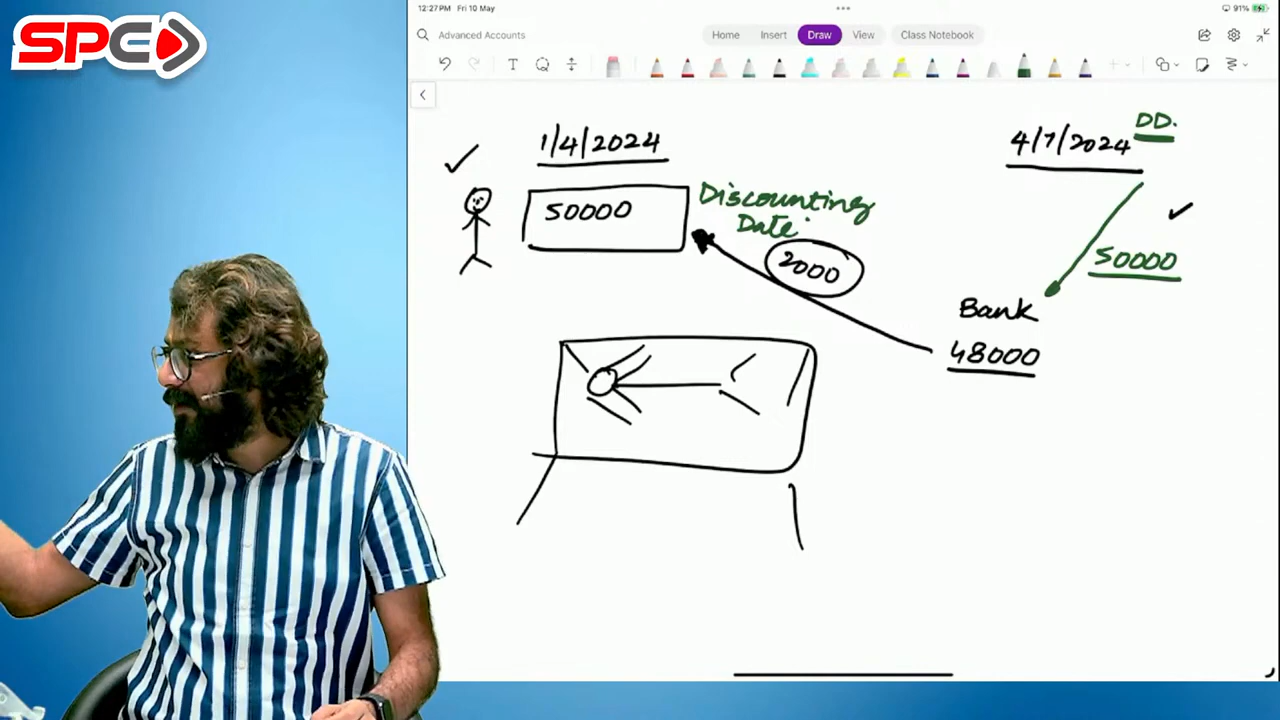 SPC
12:27 PM Fri 10 May
91%
Advanced Accounts
Home Insert Draw View Class Notebook
1/4/2024
4/7/2024 DD.
50000
Discounting
Date
2000
50000
Bank
48000